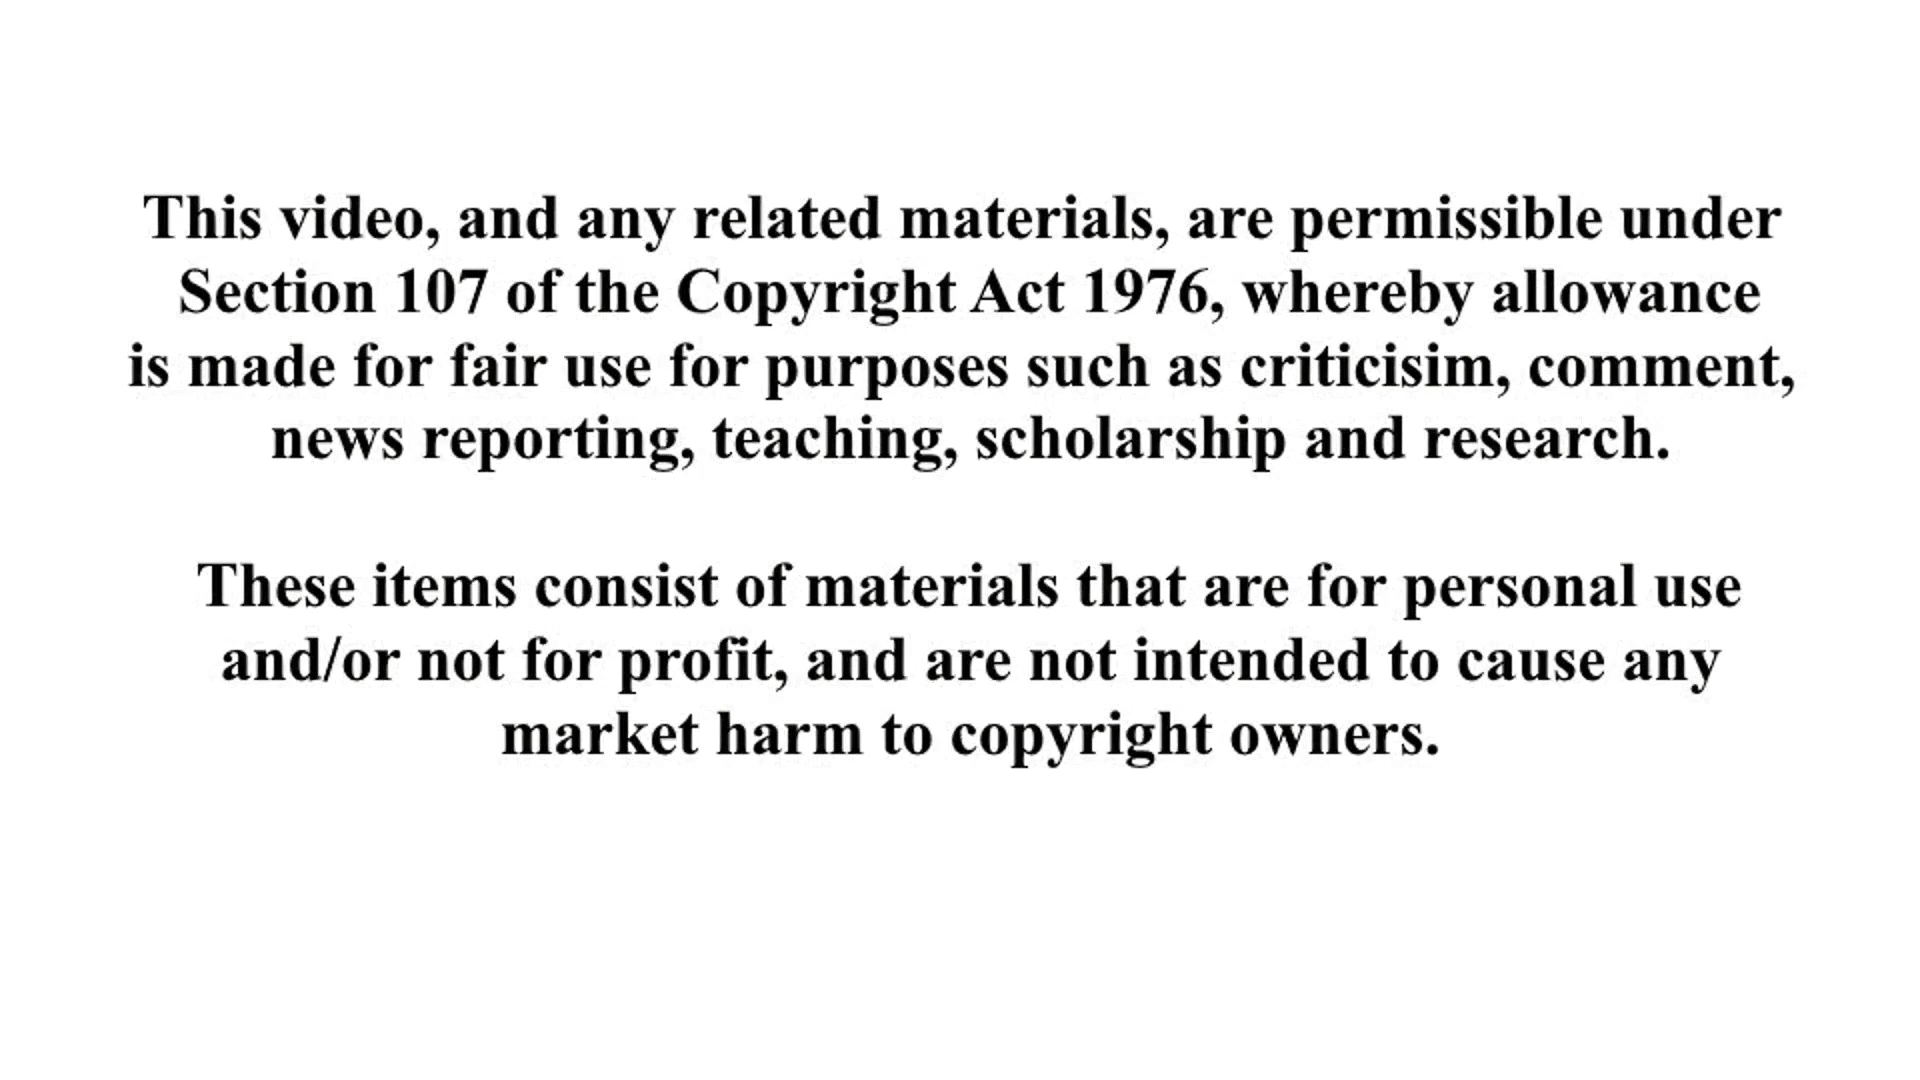 This video, and any related materials, are permissible under
Section 107 of the Copyright Act 1976, whereby allowance
is made for fair use for purposes such as criticisim, comment,
news reporting, teaching, scholarship and research.
These items consist of materials that are for personal use
and/or not for profit, and are not intended to cause any
market harm to copyright owners.